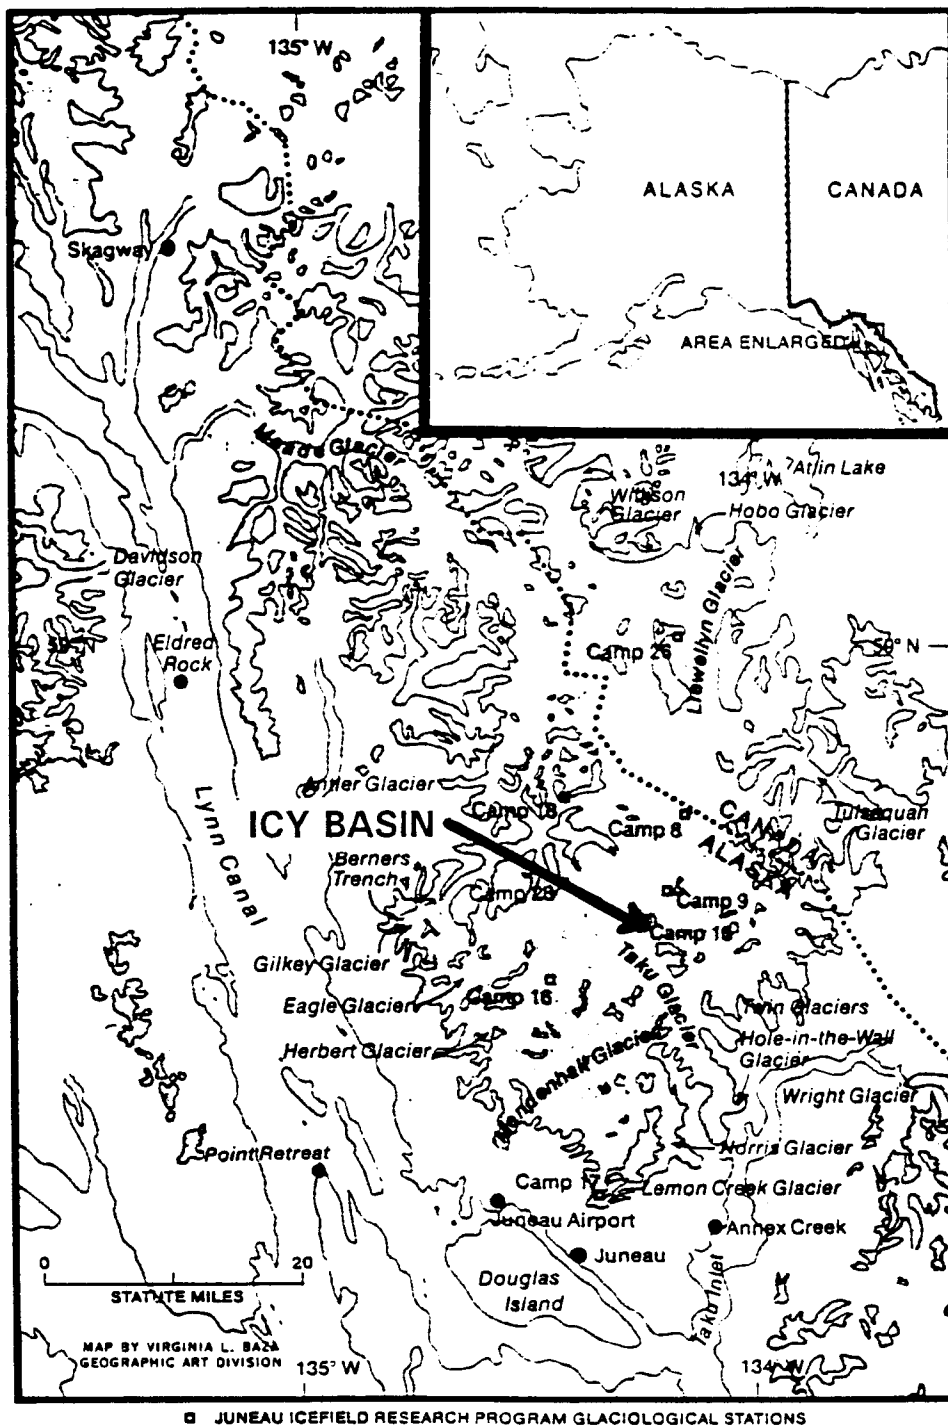 135° W
ALASKA
CANADA
AREA ENLARGED
Skagway
Meade Glacier
Atlin Lake
134° W
Willison
Glacier
Hobo Glacier
Davidson
Glacier
Llewellyn Glacier
Eldred
Rock
Camp 26
59° N
Antler Glacier
Lynn Canal
Camp 18
ICY BASIN
Camp 8
CANADA
ALASKA
Tulsequah
Glacier
Berners
Trench
Camp 9
Taku Glacier
Gilkey Glacier
Eagle Glacier
Camp 16
Twin Glaciers
Herbert Glacier
Hole-in-the-Wall
Glacier
Mendenhall Glacier
Wright Glacier
Norris Glacier
Point Retreat
Camp 17
Lemon Creek Glacier
Juneau Airport
Annex Creek
Juneau
0
20
STATUTE MILES
Douglas
Island
Taku Inlet
MAP BY VIRGINIA L. BAZA
GEOGRAPHIC ART DIVISION
135° W
134° W
JUNEAU ICEFIELD RESEARCH PROGRAM GLACIOLOGICAL STATIONS